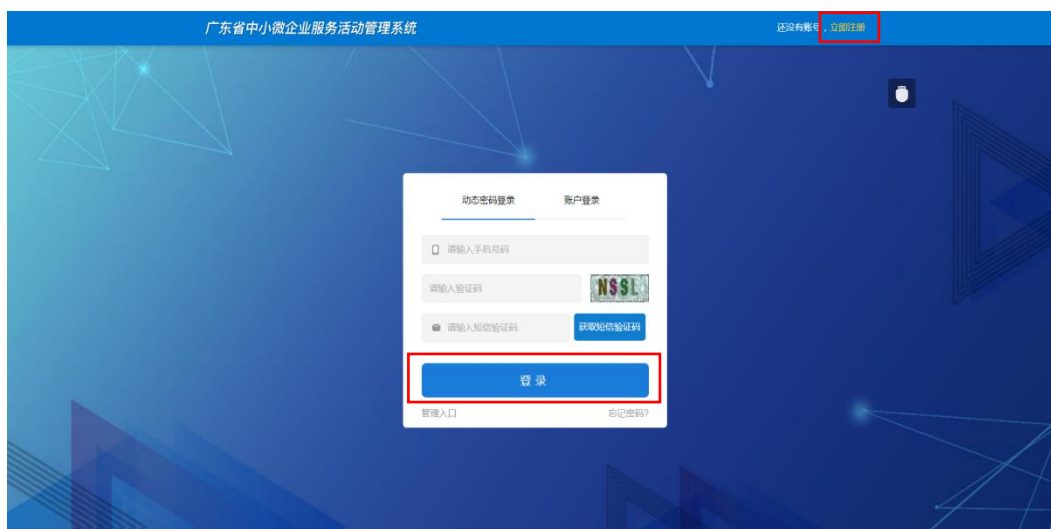 广东省中小微企业服务活动管理系统
还没有账号，立即注册
动态密码登录 账户登录
请输入手机号码
请输入验证码 NSSL
请输入短信验证码 获取短信验证码
登 录
管理入口 忘记密码?